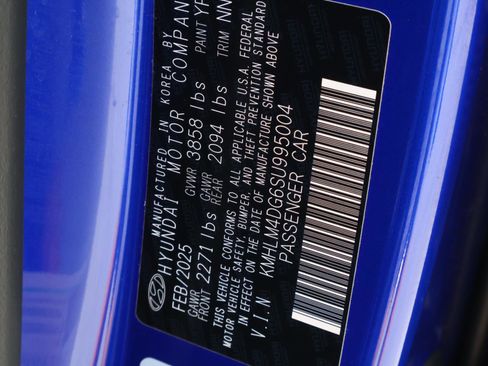 MANUFACTURED IN KOREA BY
HYUNDAI MOTOR COMPANY
FEB/2025 GVWR 3858 lbs PAINT
GAWR FRONT 2271 lbs GAWR REAR 2094 lbs TRIM
THIS VEHICLE CONFORMS TO ALL APPLICABLE U.S.A. FEDERAL
MOTOR VEHICLE SAFETY, BUMPER, AND THEFT PREVENTION STANDARD
IN EFFECT ON THE DATE OF MANUFACTURE SHOWN ABOVE
V.I.N KMHLM4DG6SU995004
PASSENGER CAR